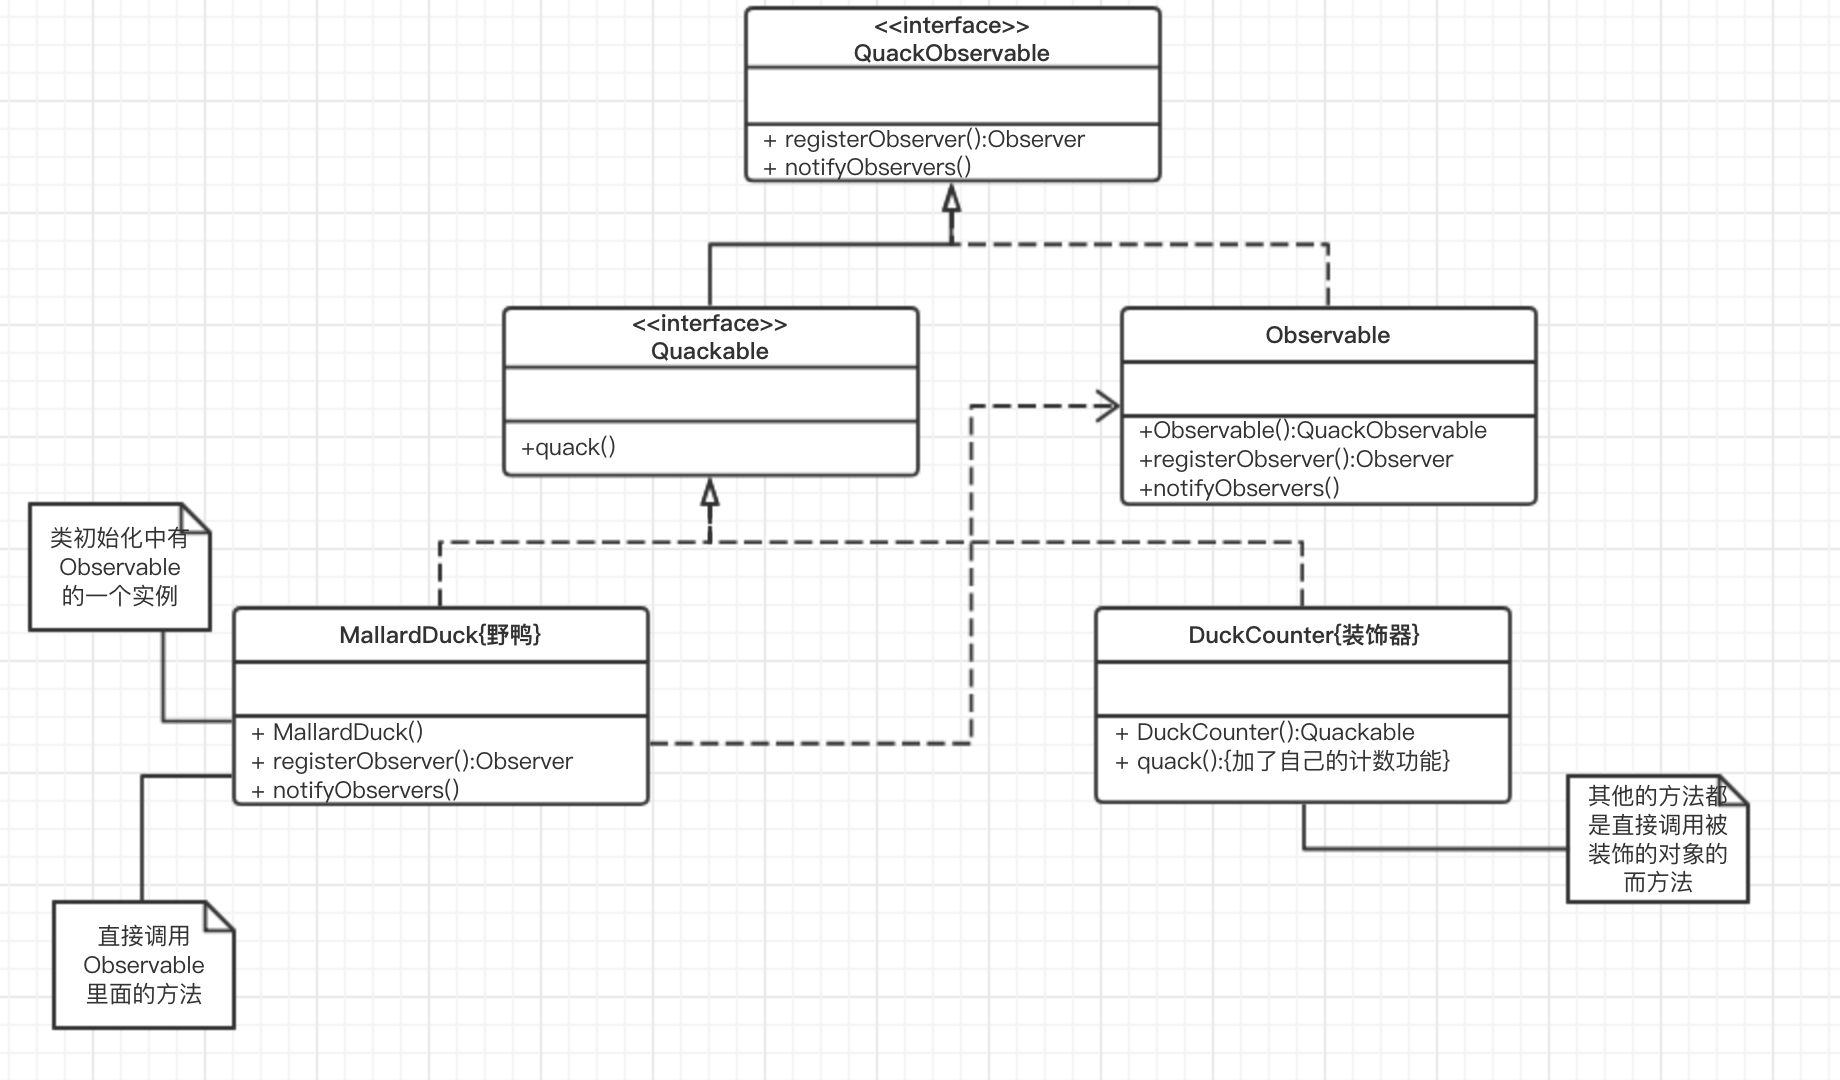 <<interface>>
QuackObservable
+ registerObserver():Observer
+ notifyObservers()
<<interface>>
Quackable
+quack()
Observable
+Observable():QuackObservable
+registerObserver():Observer
+notifyObservers()
类初始化中有
Observable
的一个实例
MallardDuck{野鸭}
+ MallardDuck()
+ registerObserver():Observer
+ notifyObservers()
DuckCounter{装饰器}
+ DuckCounter():Quackable
+ quack():{加了自己的计数功能}
其他的方法都
是直接调用被
装饰的对象的
而方法
直接调用
Observable
里面的方法